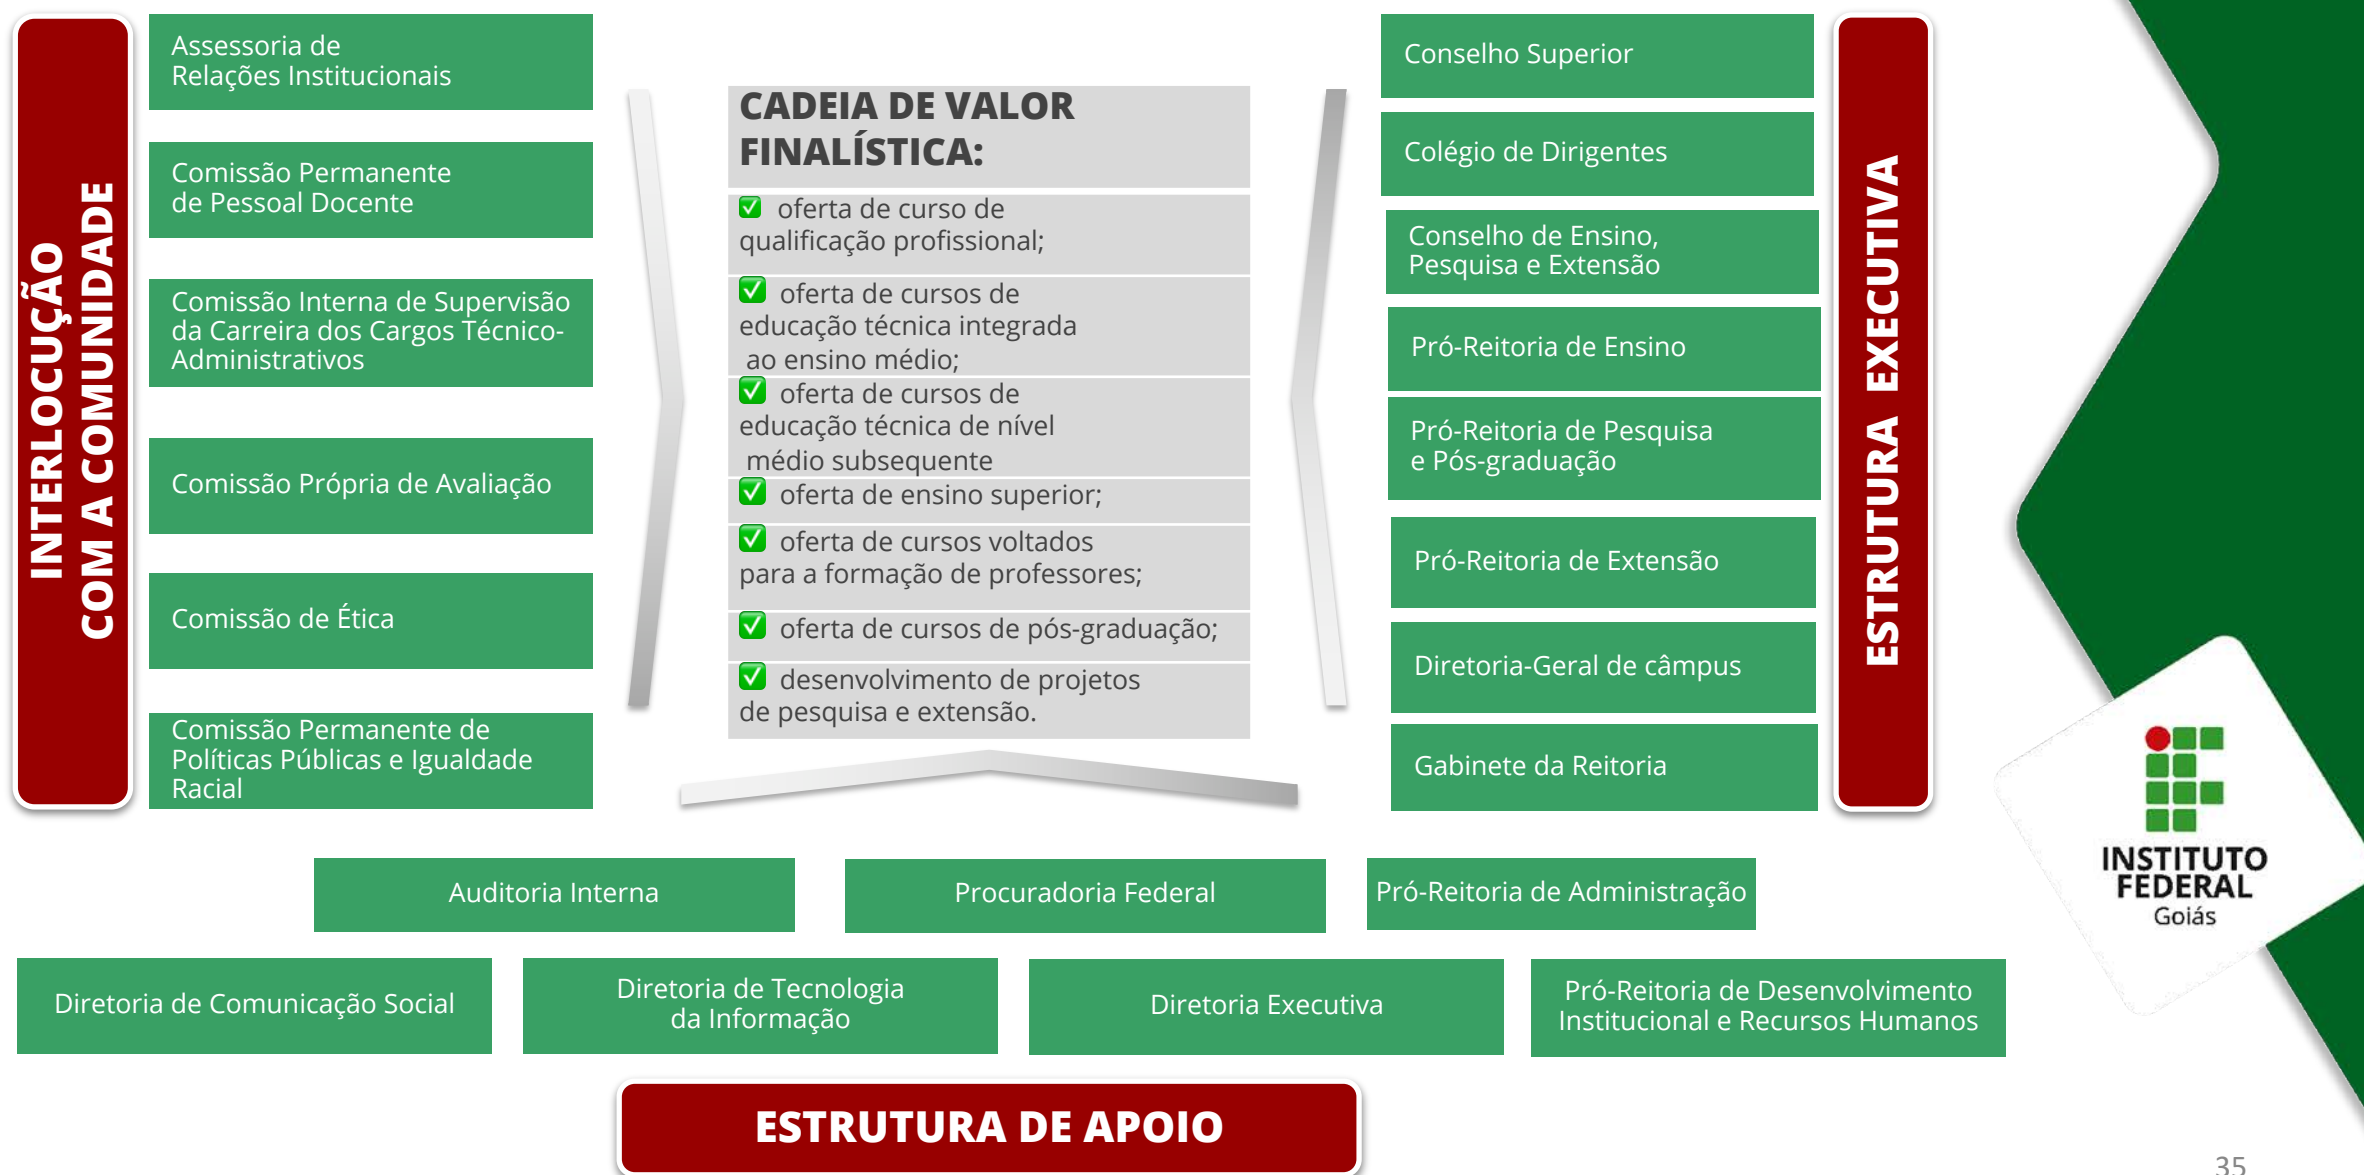 INTERLOCUÇÃO
COM A COMUNIDADE
Assessoria de
Relações Institucionais
Comissão Permanente
de Pessoal Docente
Comissão Interna de Supervisão
da Carreira dos Cargos Técnico-
Administrativos
Comissão Própria de Avaliação
Comissão de Ética
Comissão Permanente de
Políticas Públicas e Igualdade
Racial
CADEIA DE VALOR
FINALÍSTICA:
✅ oferta de curso de
qualificação profissional;
✅ oferta de cursos de
educação técnica integrada
ao ensino médio;
✅ oferta de cursos de
educação técnica de nível
médio subsequente
✅ oferta de ensino superior;
✅ oferta de cursos voltados
para a formação de professores;
✅ oferta de cursos de pós-graduação;
✅ desenvolvimento de projetos
de pesquisa e extensão.
Conselho Superior
Colégio de Dirigentes
Conselho de Ensino,
Pesquisa e Extensão
Pró-Reitoria de Ensino
Pró-Reitoria de Pesquisa
e Pós-graduação
Pró-Reitoria de Extensão
Diretoria-Geral de câmpus
Gabinete da Reitoria
ESTRUTURA EXECUTIVA
Auditoria Interna
Procuradoria Federal
Pró-Reitoria de Administração
Diretoria de Comunicação Social
Diretoria de Tecnologia
da Informação
Diretoria Executiva
Pró-Reitoria de Desenvolvimento
Institucional e Recursos Humanos
ESTRUTURA DE APOIO
INSTITUTO
FEDERAL
Goiás
35